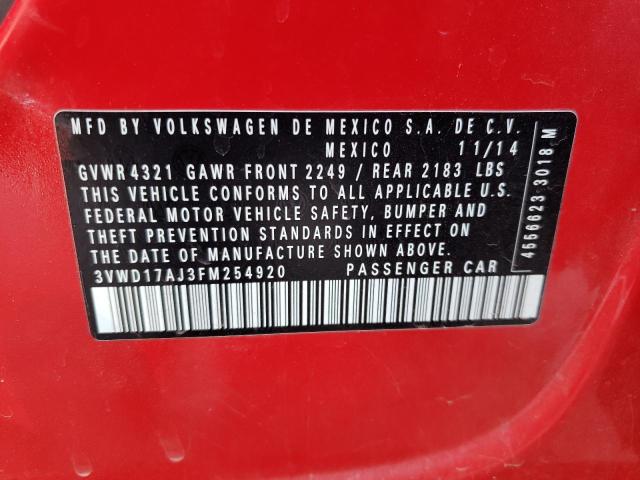 MFD BY VOLKSWAGEN DE MEXICO S.A. DE C.V.
MEXICO 11/14
GVWR 4321 GAWR FRONT 2249 / REAR 2183 LBS
THIS VEHICLE CONFORMS TO ALL APPLICABLE U.S.
FEDERAL MOTOR VEHICLE SAFETY, BUMPER AND
THEFT PREVENTION STANDARDS IN EFFECT ON
THE DATE OF MANUFACTURE SHOWN ABOVE.
3VWD17AJ3FM254920 PASSENGER CAR
4556623 3018 M